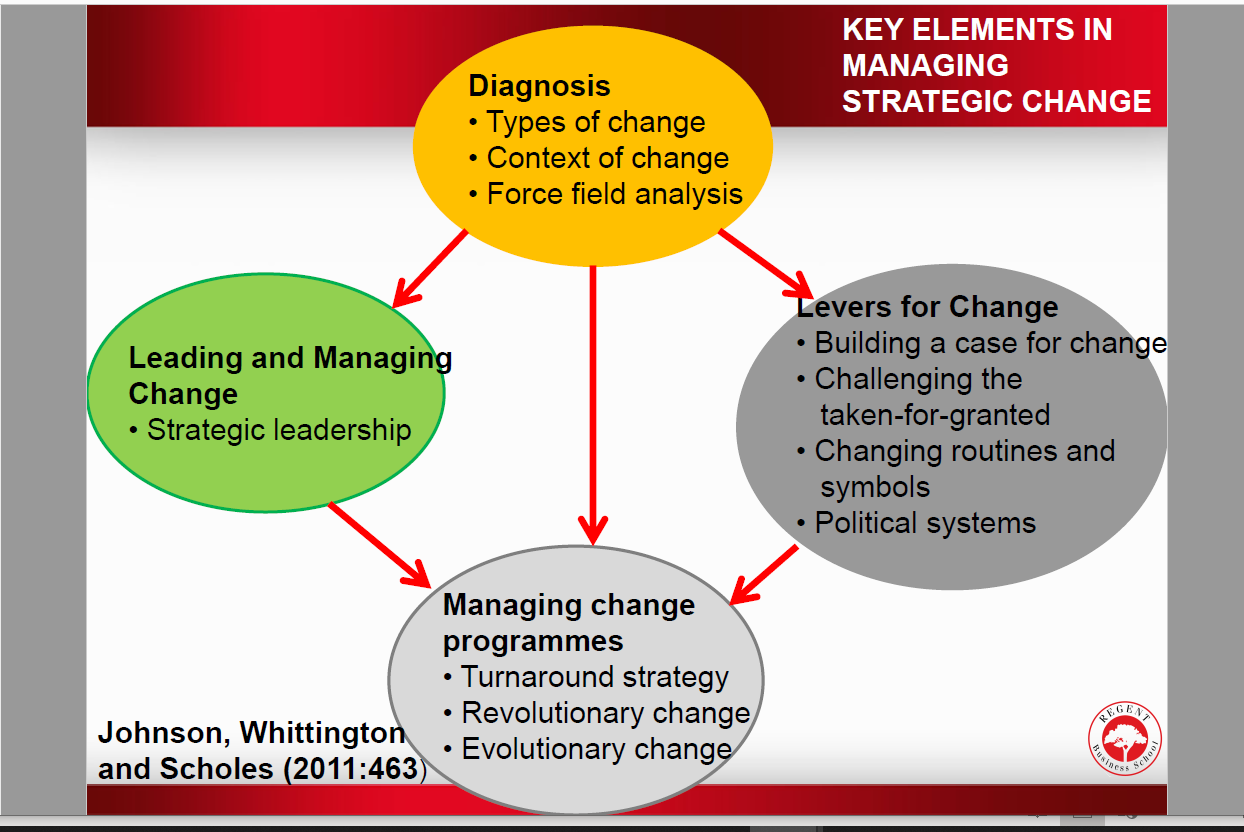 KEY ELEMENTS IN
MANAGING
STRATEGIC CHANGE
Diagnosis
• Types of change
• Context of change
• Force field analysis
Leading and Managing
Change
• Strategic leadership
Levers for Change
• Building a case for change
• Challenging the
taken-for-granted
• Changing routines and
symbols
• Political systems
Managing change
programmes
• Turnaround strategy
• Revolutionary change
• Evolutionary change
Johnson, Whittington
and Scholes (2011:463)
REGENT
Business School